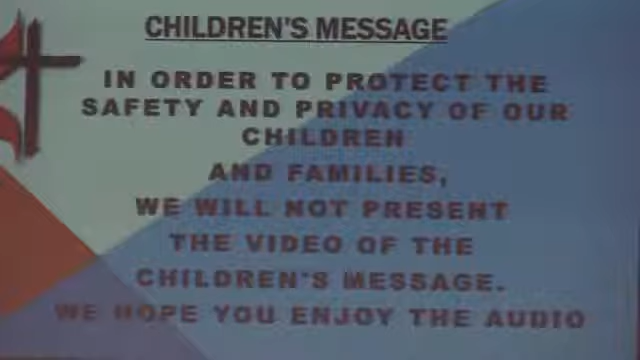 CHILDREN'S MESSAGE
IN ORDER TO PROTECT THE
SAFETY AND PRIVACY OF OUR
CHILDREN
AND FAMILIES,
WE WILL NOT PRESENT
THE VIDEO OF THE
CHILDREN'S MESSAGE.
WE HOPE YOU ENJOY THE AUDIO